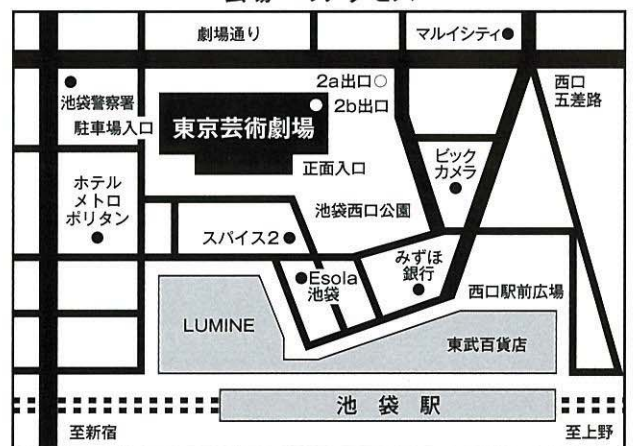 劇場通り
マルイシティ
池袋警察署
2a出口
2b出口
西口
五差路
駐車場入口
東京芸術劇場
正面入口
ビック
カメラ
ホテル
メトロ
ポリタン
池袋西口公園
スパイス2
みずほ
銀行
Esola
池袋
西口駅前広場
LUMINE
東武百貨店
池袋駅
至新宿
至上野